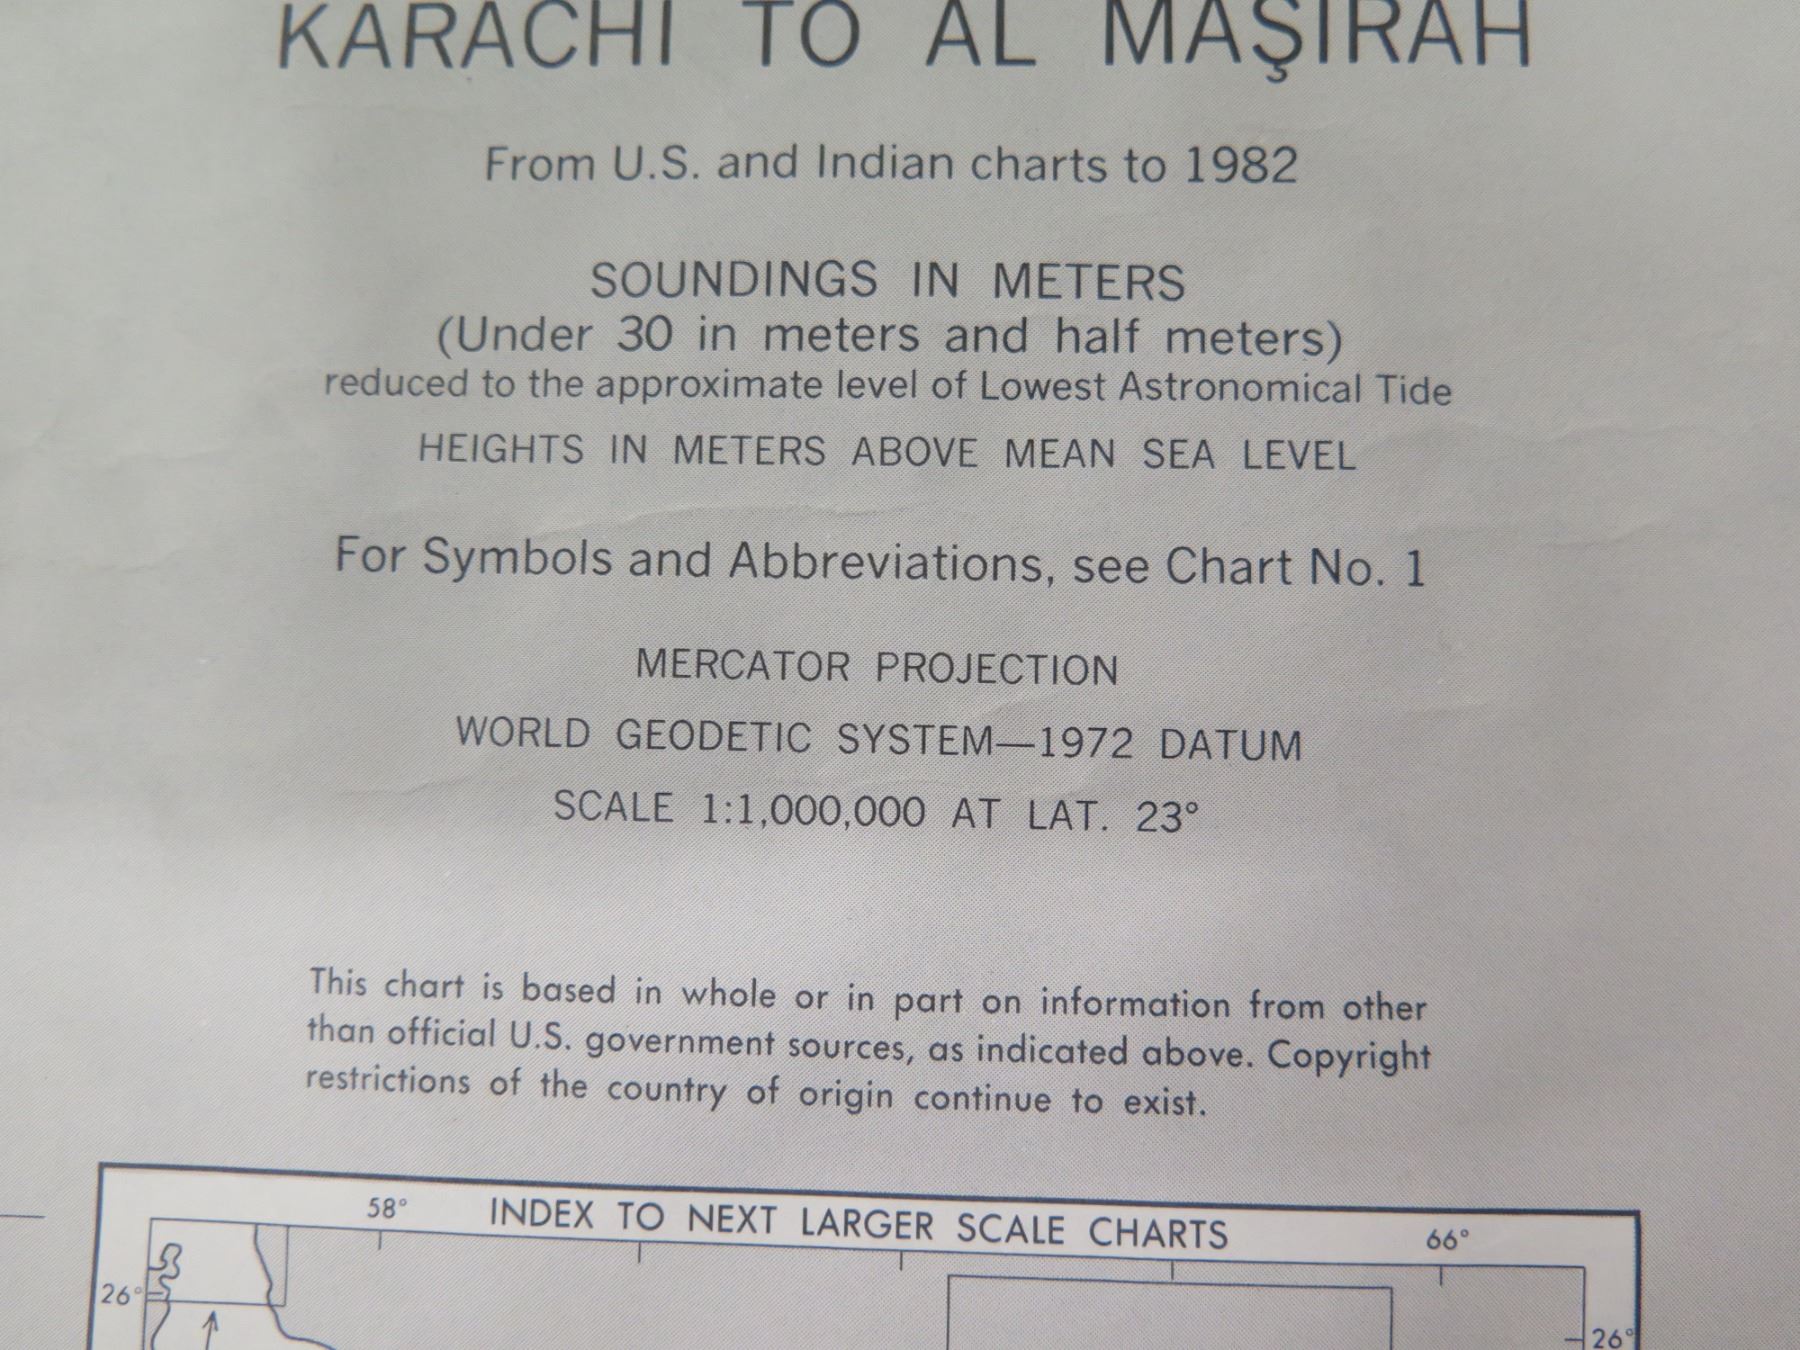 KARACHI TO AL MAṢIRAH
From U.S. and Indian charts to 1982
SOUNDINGS IN METERS
(Under 30 in meters and half meters)
reduced to the approximate level of Lowest Astronomical Tide
HEIGHTS IN METERS ABOVE MEAN SEA LEVEL
For Symbols and Abbreviations, see Chart No. 1
MERCATOR PROJECTION
WORLD GEODETIC SYSTEM—1972 DATUM
SCALE 1:1,000,000 AT LAT. 23°
This chart is based in whole or in part on information from other
than official U.S. government sources, as indicated above. Copyright
restrictions of the country of origin continue to exist.
58° INDEX TO NEXT LARGER SCALE CHARTS 66°
26° 26°